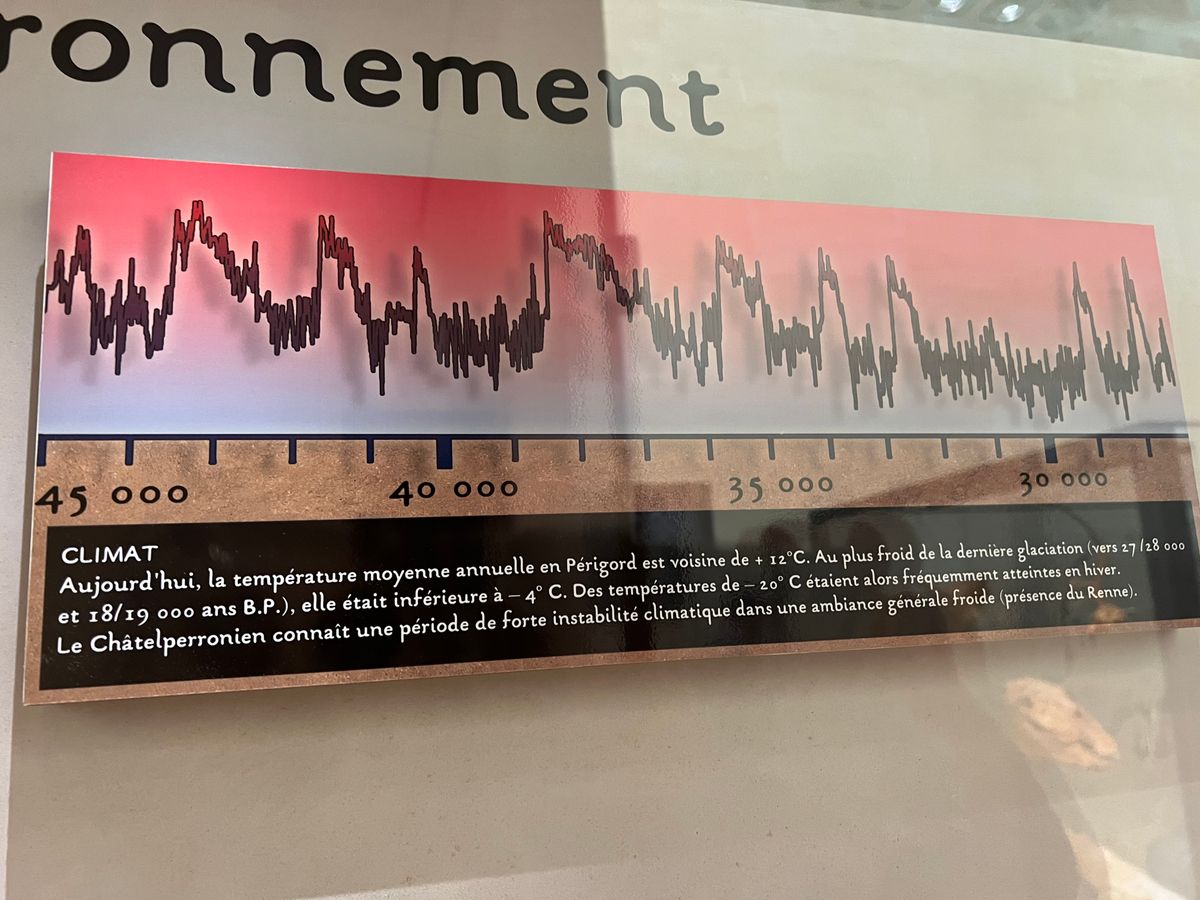 ronnement
45 000 40 000 35 000 30 000
CLIMAT
Aujourd'hui, la température moyenne annuelle en Périgord est voisine de + 12°C. Au plus froid de la dernière glaciation (vers 27/28 000
et 18/19 000 ans B.P.), elle était inférieure à – 4° C. Des températures de – 20° C étaient alors fréquemment atteintes en hiver.
Le Châtelperronien connaît une période de forte instabilité climatique dans une ambiance générale froide (présence du Renne).